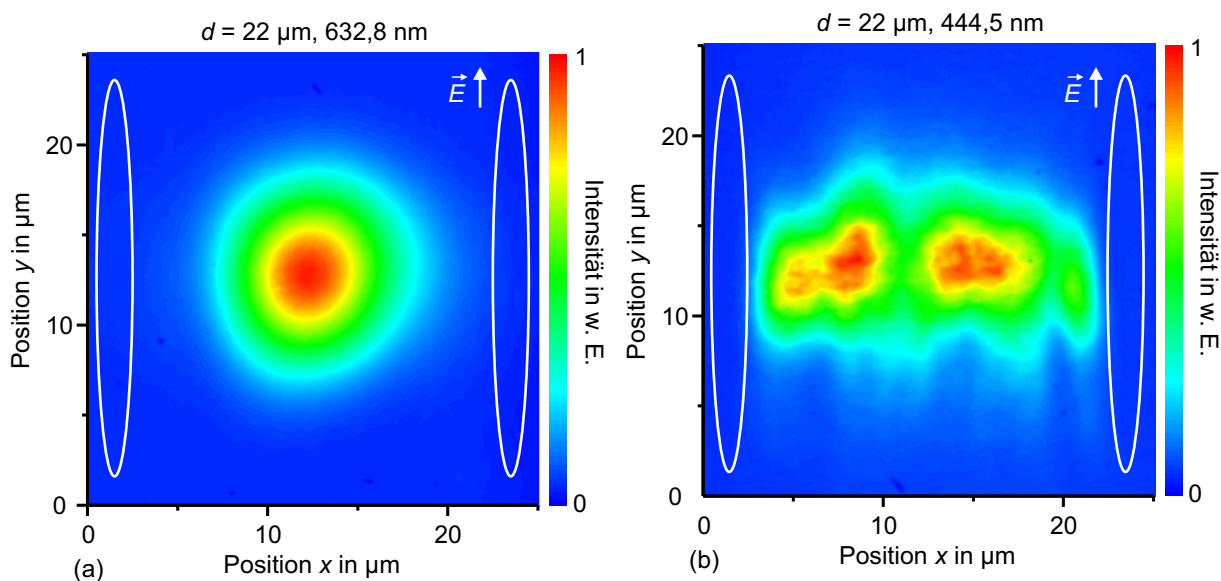 d = 22 µm, 632,8 nm
1
E
20
10
0
0
10
20
Position y in µm
Position x in µm
Intensität in w. E.
0
(a)
d = 22 µm, 444,5 nm
1
E
20
10
0
0
10
20
Position y in µm
Position x in µm
Intensität in w. E.
0
(b)